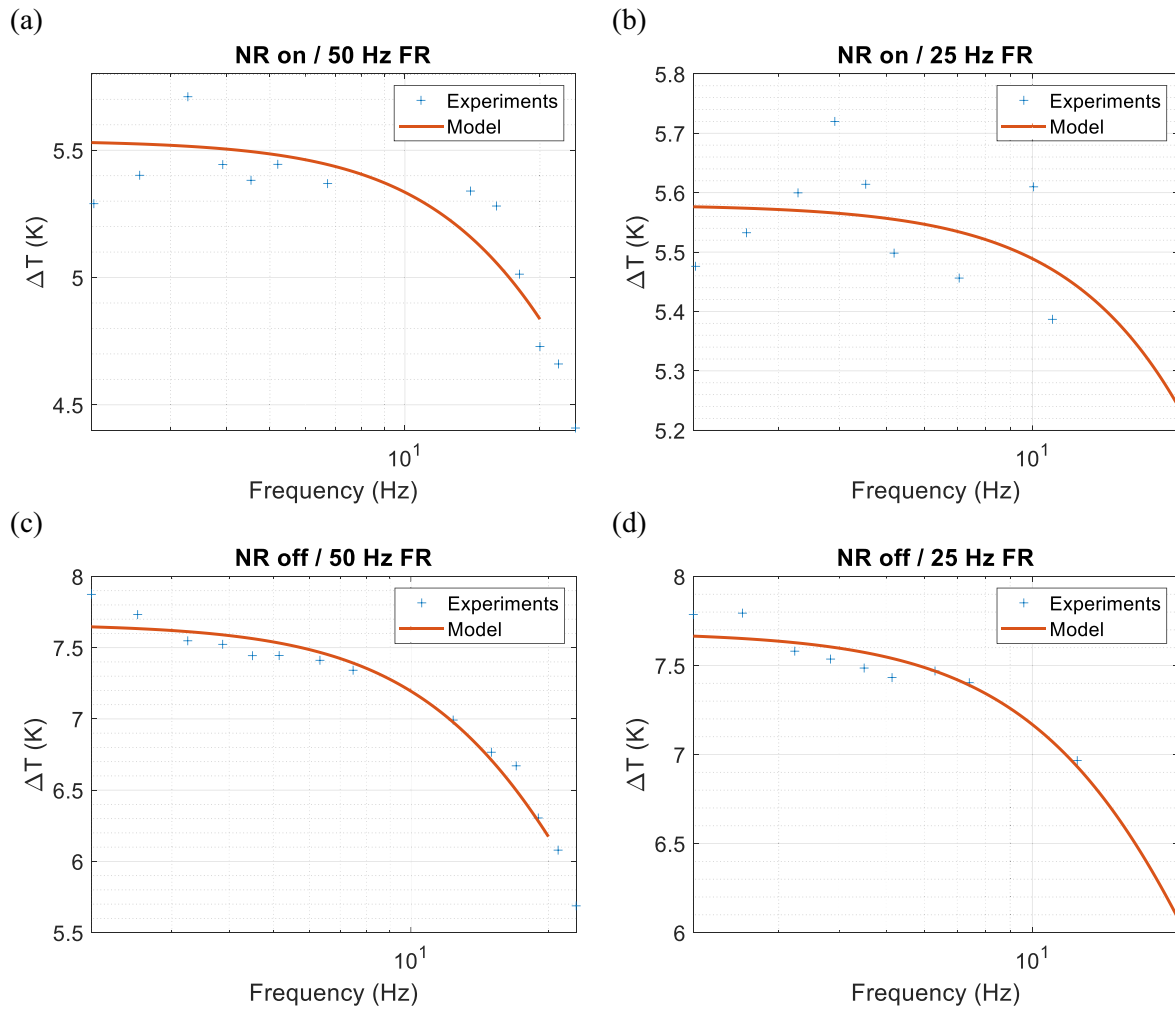 (a)
NR on / 50 Hz FR
Experiments
Model
5.5
5
4.5
ΔT (K)
10^1
Frequency (Hz)
(b)
NR on / 25 Hz FR
Experiments
Model
5.8
5.7
5.6
5.5
5.4
5.3
5.2
ΔT (K)
10^1
Frequency (Hz)
(c)
NR off / 50 Hz FR
Experiments
Model
8
7.5
7
6.5
6
5.5
ΔT (K)
10^1
Frequency (Hz)
(d)
NR off / 25 Hz FR
Experiments
Model
8
7.5
7
6.5
6
ΔT (K)
10^1
Frequency (Hz)